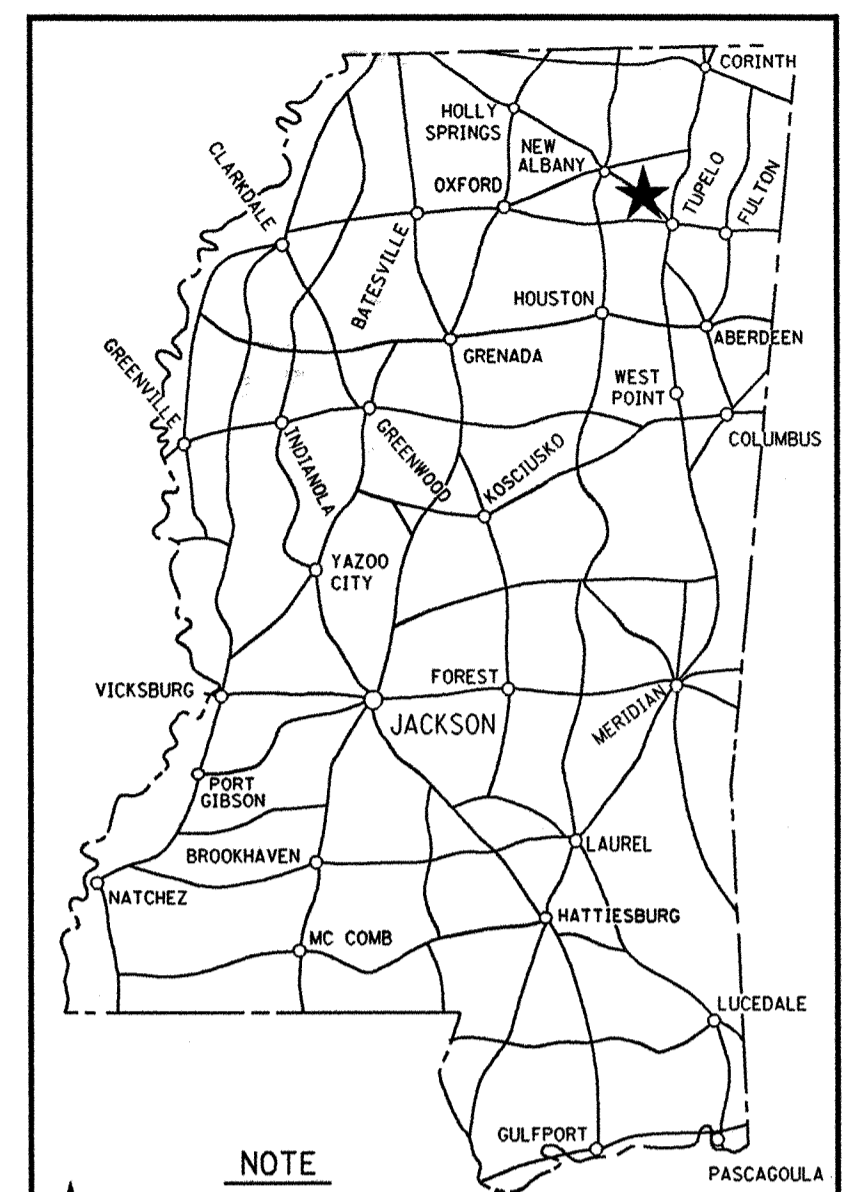 CORINTH
HOLLY
SPRINGS
NEW
ALBANY
CLARKDALE
OXFORD
TUPELO
FULTON
BATESVILLE
HOUSTON
GREENVILLE
GRENADA
ABERDEEN
WEST
POINT
INDIANOLA
GREENWOOD
KOSCIUSKO
COLUMBUS
YAZOO
CITY
VICKSBURG
FOREST
MERIDIAN
JACKSON
PORT
GIBSON
BROOKHAVEN
LAUREL
NATCHEZ
HATTIESBURG
MC COMB
LUCEDALE
GULFPORT
NOTE
PASCAGOULA